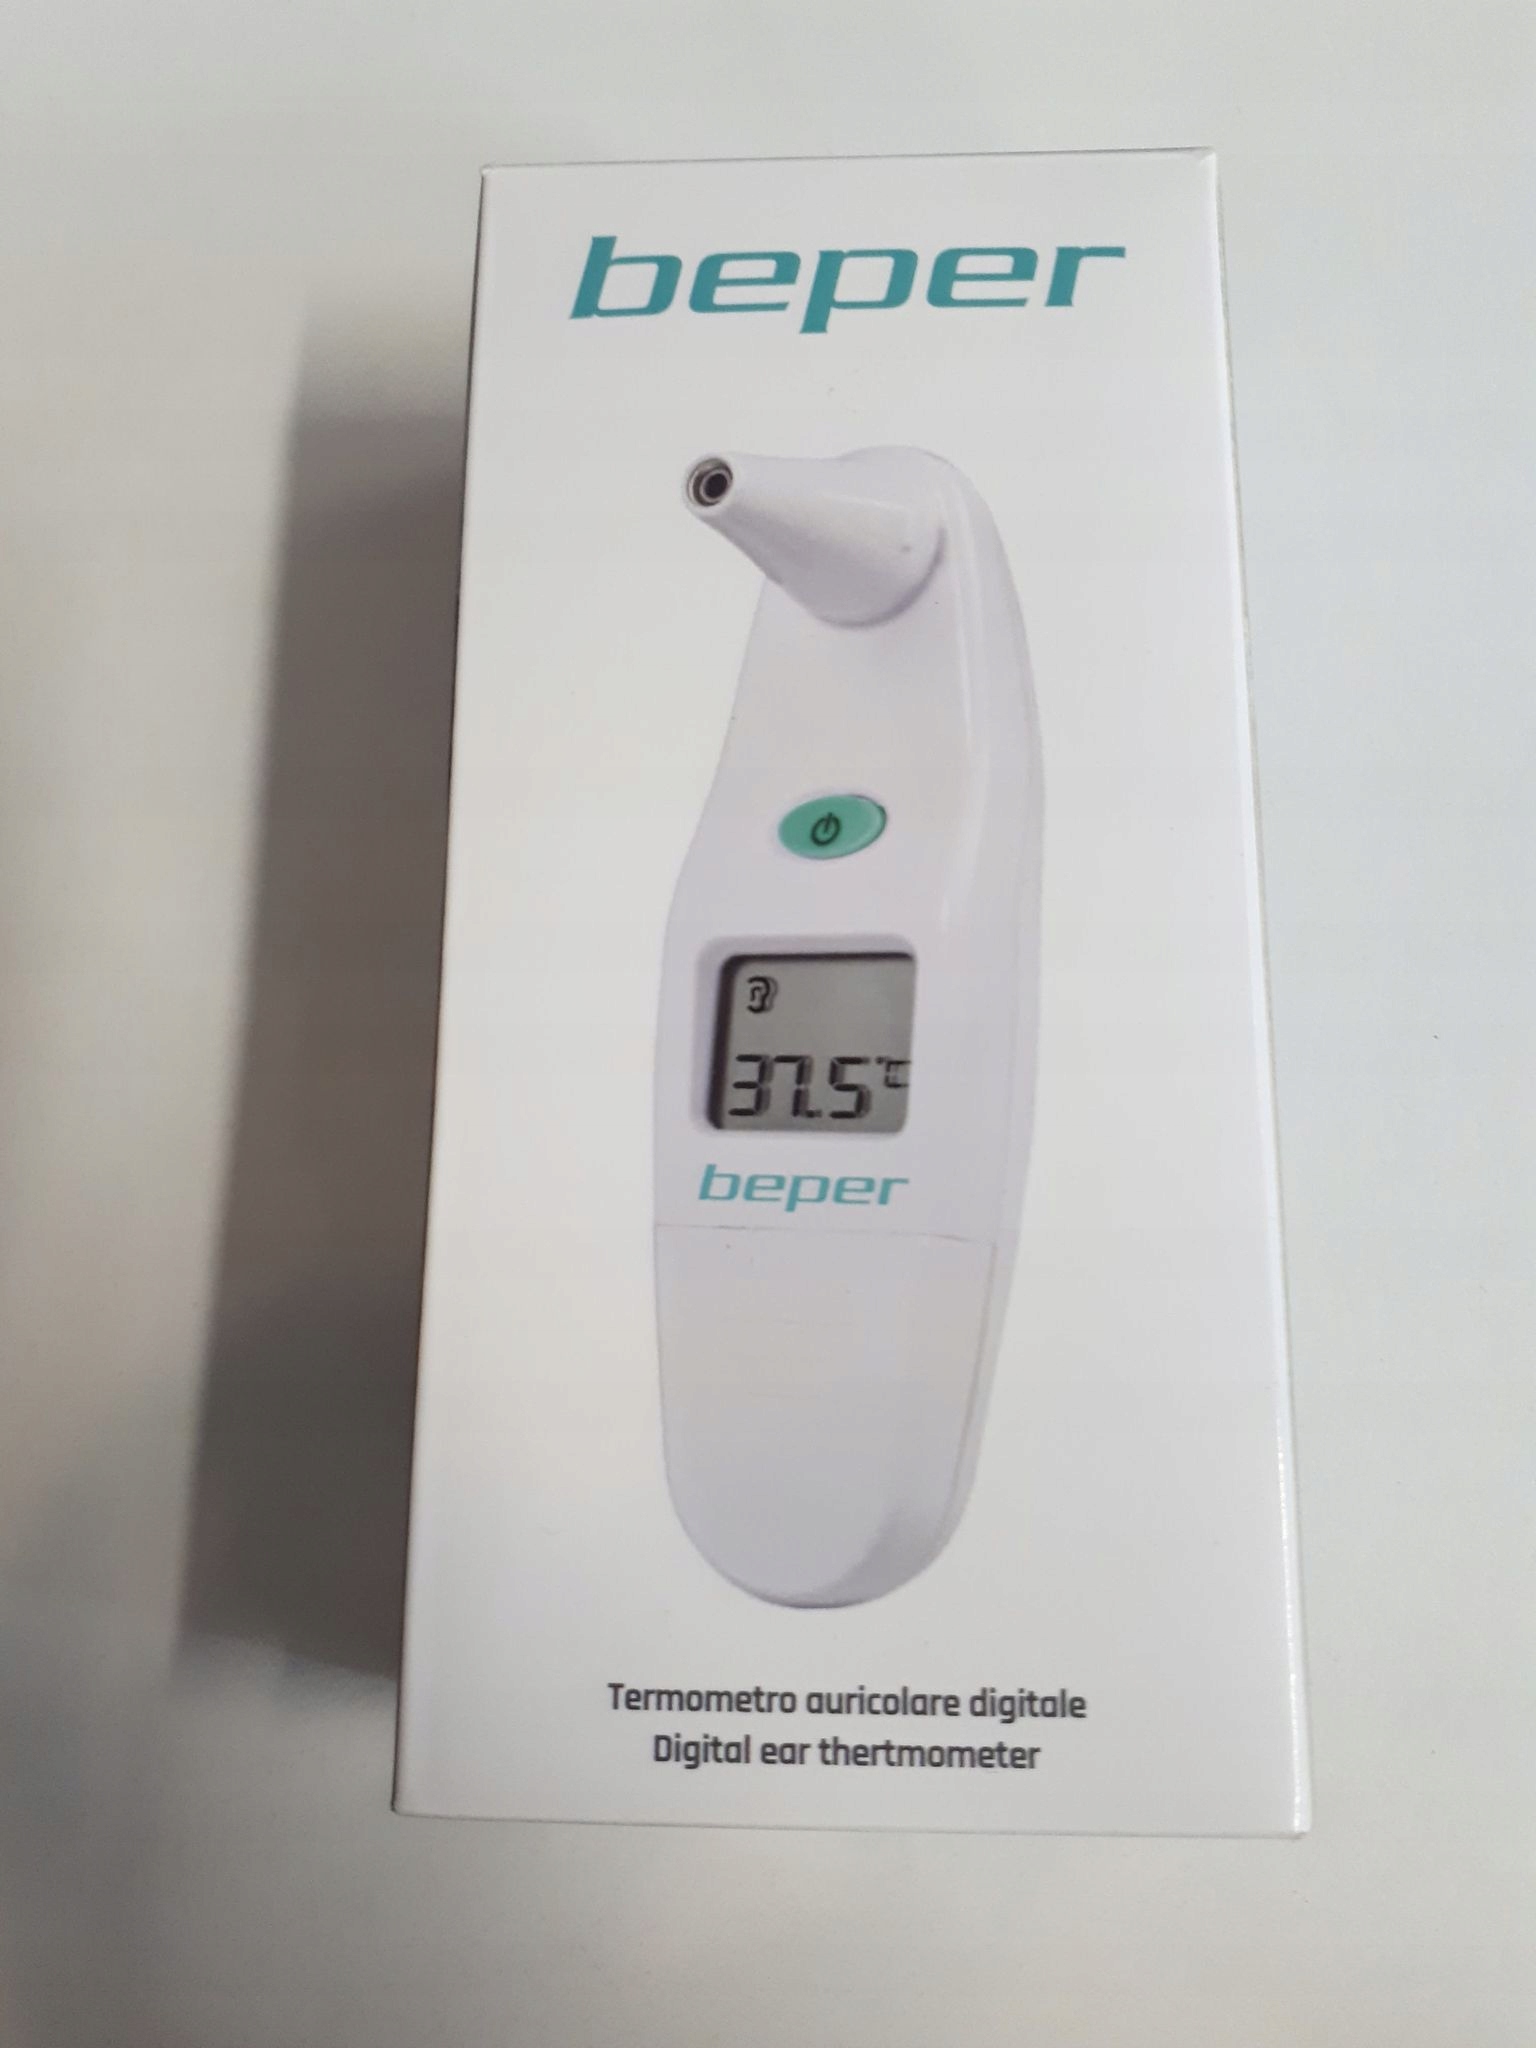 beper
37.5°C
beper
Termometro auricolare digitale
Digital ear thertmometer